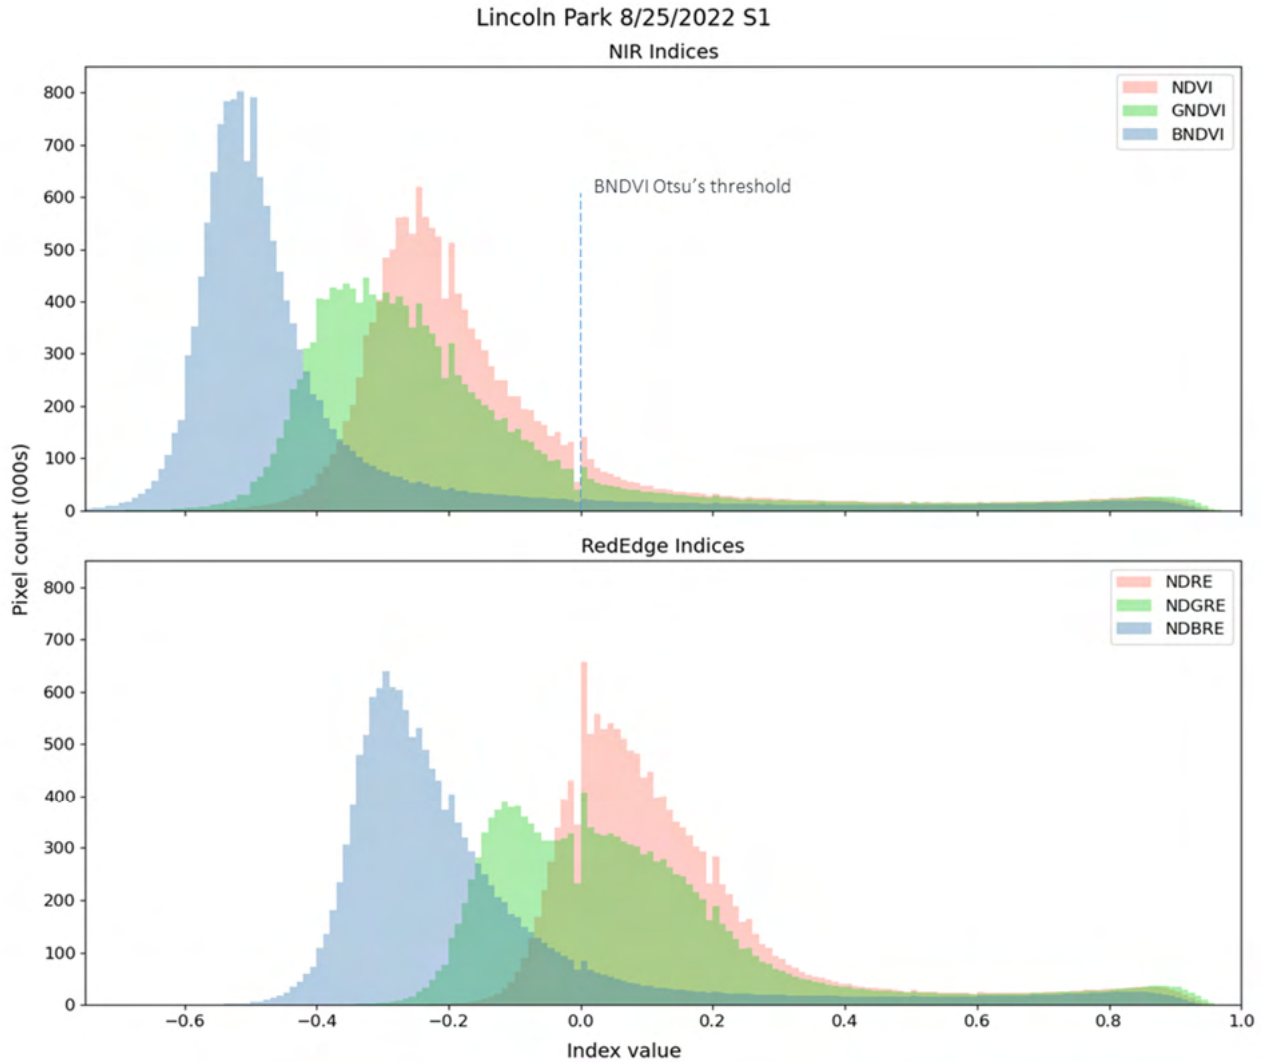 Lincoln Park 8/25/2022 S1
NIR Indices
800
700
600
500
400
300
200
100
0
NDVI
GNDVI
BNDVI
BNDVI Otsu's threshold
Pixel count (000s)
RedEdge Indices
800
700
600
500
400
300
200
100
0
NDRE
NDGRE
NDBRE
−0.6 −0.4 −0.2 0.0 0.2 0.4 0.6 0.8 1.0
Index value